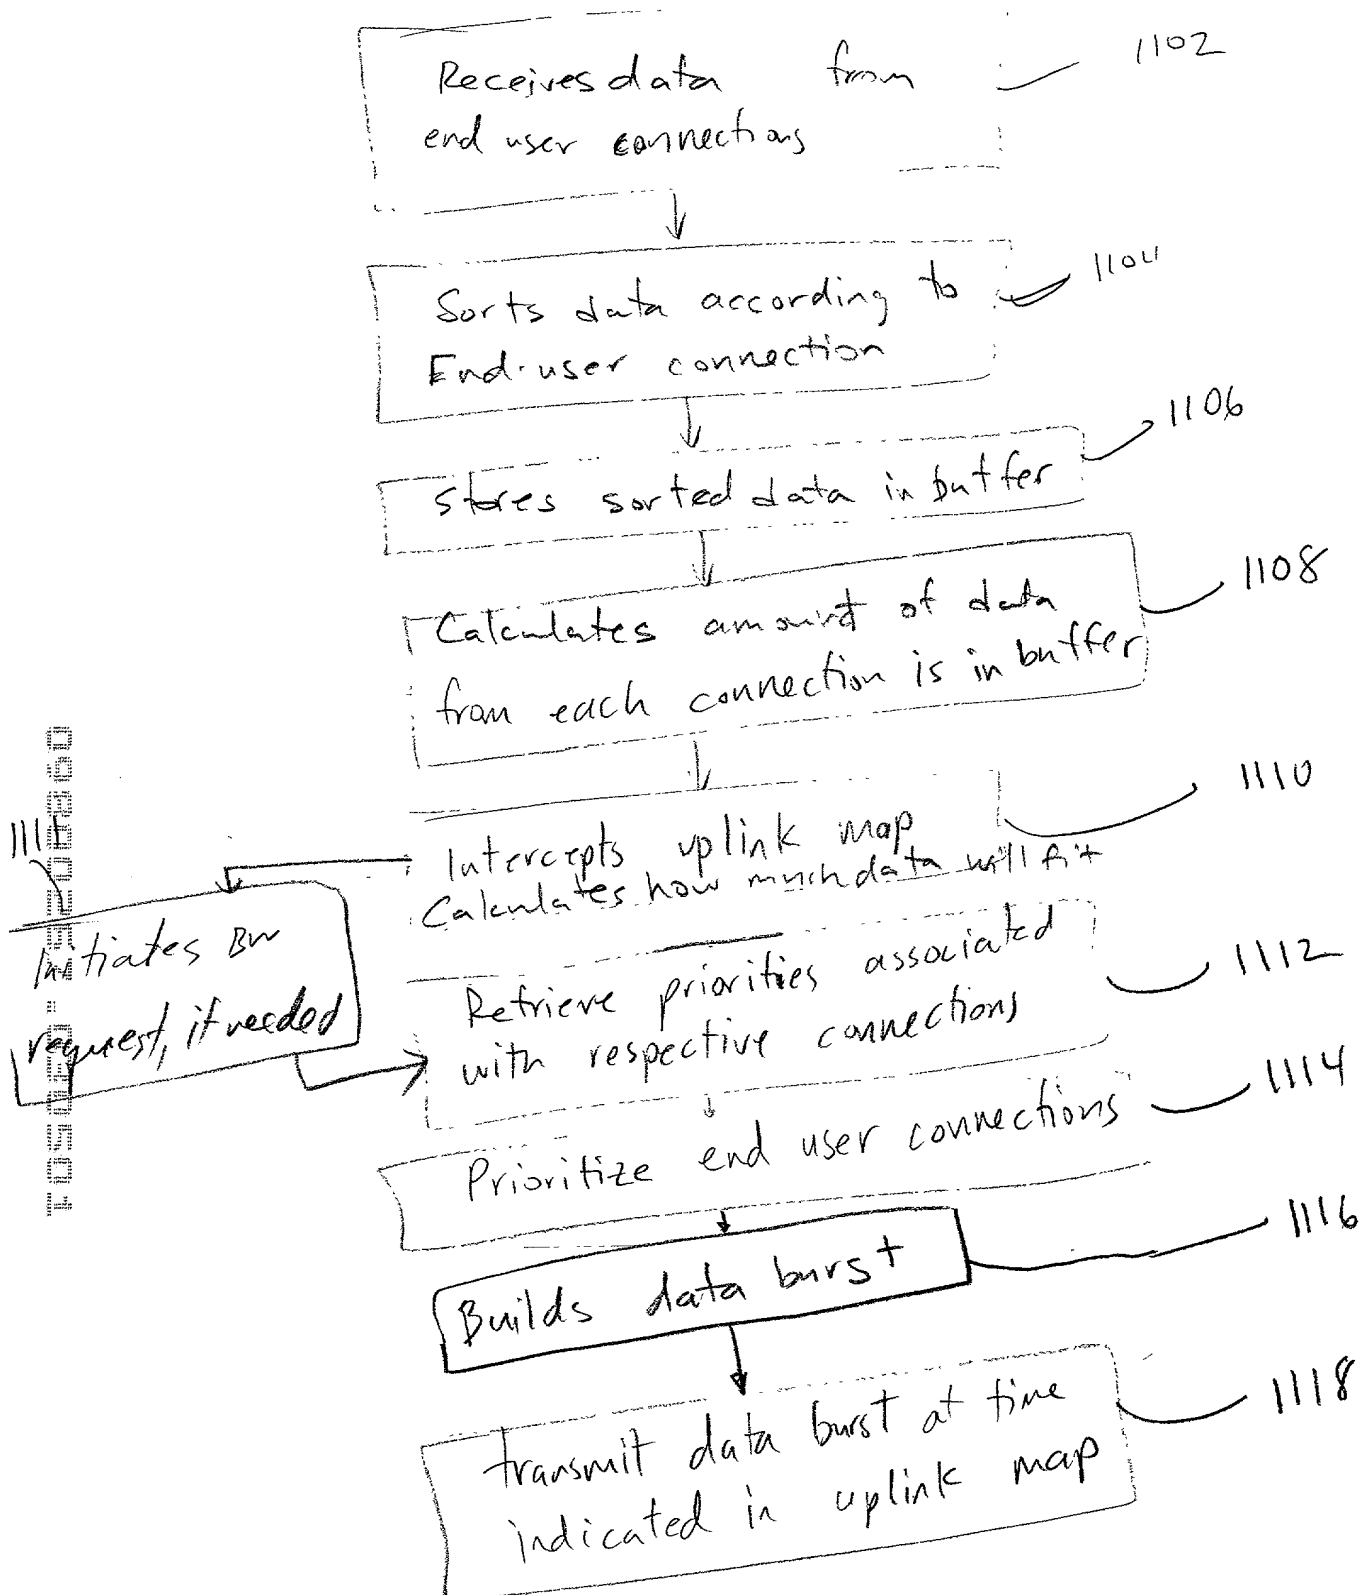 Receives data from
end user connections
1102
Sorts data according to
End-user connection
1104
Stores sorted data in buffer
1106
Calculates amount of data
from each connection is in buffer
1108
Intercepts uplink map
Calculates how much data will fit
1110
Initiates BW
request, if needed
Retrieve priorities associated
with respective connections
1112
Prioritize end user connections
1114
Builds data burst
1116
transmit data burst at time
indicated in uplink map
1118